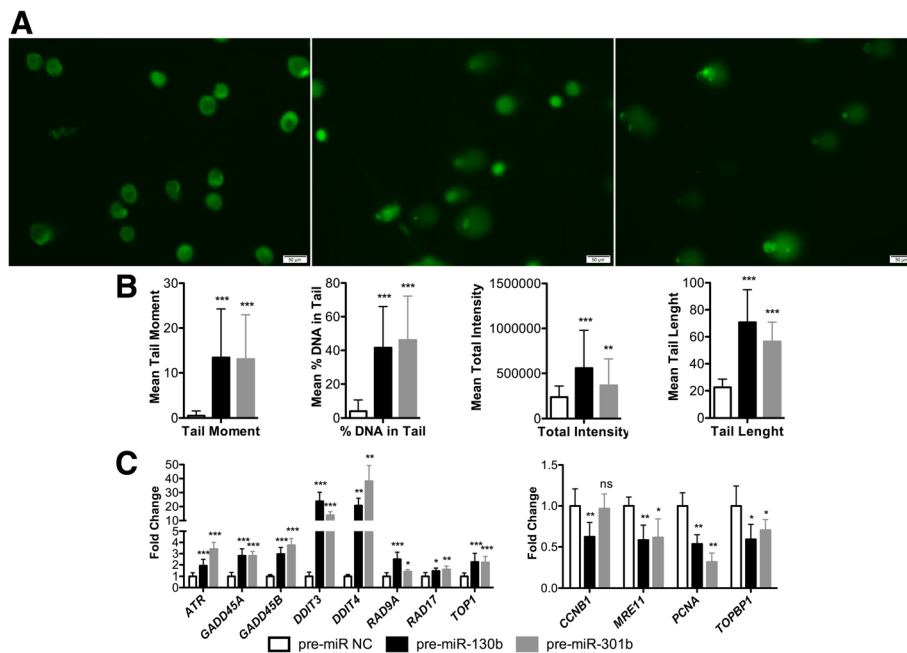 A
50 µm
50 µm
50 µm
B
Mean Tail Moment
30
20
10
0
***
***
Tail Moment
Mean % DNA in Tail
80
60
40
20
0
***
***
% DNA in Tail
Mean Total Intensity
1500000
1000000
500000
0
***
**
Total Intensity
Mean Tail Lenght
100
80
60
40
20
0
***
***
Tail Lenght
C
Fold Change
50
40
30
20
10
5
4
3
2
1
0
***
***
***
***
***
***
***
***
**
**
***
*
*
**
***
***
ATR
GADD45A
GADD45B
DDIT3
DDIT4
RAD9A
RAD17
TOP1
Fold Change
1.5
1.0
0.5
0.0
**
ns
**
*
**
**
*
*
CCNB1
MRE11
PCNA
TOPBP1
pre-miR NC
pre-miR-130b
pre-miR-301b